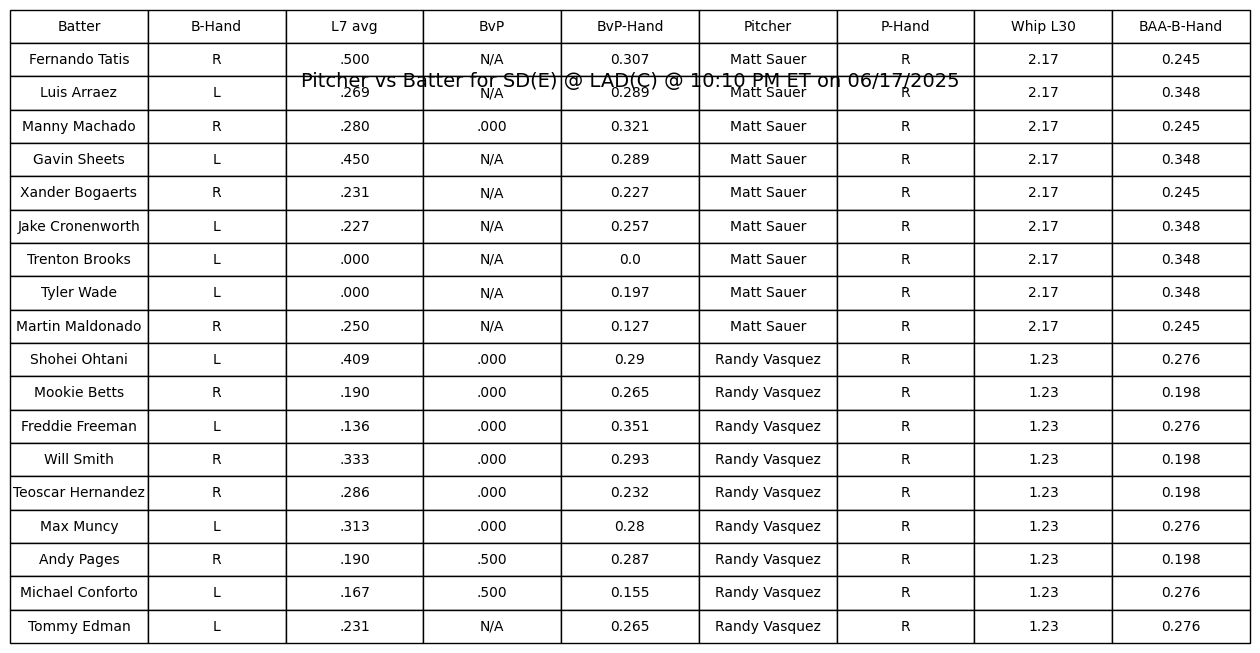 Batter B-Hand L7 avg BvP BvP-Hand Pitcher P-Hand Whip L30 BAA-B-Hand
Fernando Tatis R .500 N/A 0.307 Matt Sauer R 2.17 0.245
Pitcher vs Batter for SD(E) @ LAD(C) @ 10:10 PM ET on 06/17/2025
Luis Arraez L .269 N/A 0.289 Matt Sauer R 2.17 0.348
Manny Machado R .280 .000 0.321 Matt Sauer R 2.17 0.245
Gavin Sheets L .450 N/A 0.289 Matt Sauer R 2.17 0.348
Xander Bogaerts R .231 N/A 0.227 Matt Sauer R 2.17 0.245
Jake Cronenworth L .227 N/A 0.257 Matt Sauer R 2.17 0.348
Trenton Brooks L .000 N/A 0.0 Matt Sauer R 2.17 0.348
Tyler Wade L .000 N/A 0.197 Matt Sauer R 2.17 0.348
Martin Maldonado R .250 N/A 0.127 Matt Sauer R 2.17 0.245
Shohei Ohtani L .409 .000 0.29 Randy Vasquez R 1.23 0.276
Mookie Betts R .190 .000 0.265 Randy Vasquez R 1.23 0.198
Freddie Freeman L .136 .000 0.351 Randy Vasquez R 1.23 0.276
Will Smith R .333 .000 0.293 Randy Vasquez R 1.23 0.198
Teoscar Hernandez R .286 .000 0.232 Randy Vasquez R 1.23 0.198
Max Muncy L .313 .000 0.28 Randy Vasquez R 1.23 0.276
Andy Pages R .190 .500 0.287 Randy Vasquez R 1.23 0.198
Michael Conforto L .167 .500 0.155 Randy Vasquez R 1.23 0.276
Tommy Edman L .231 N/A 0.265 Randy Vasquez R 1.23 0.276